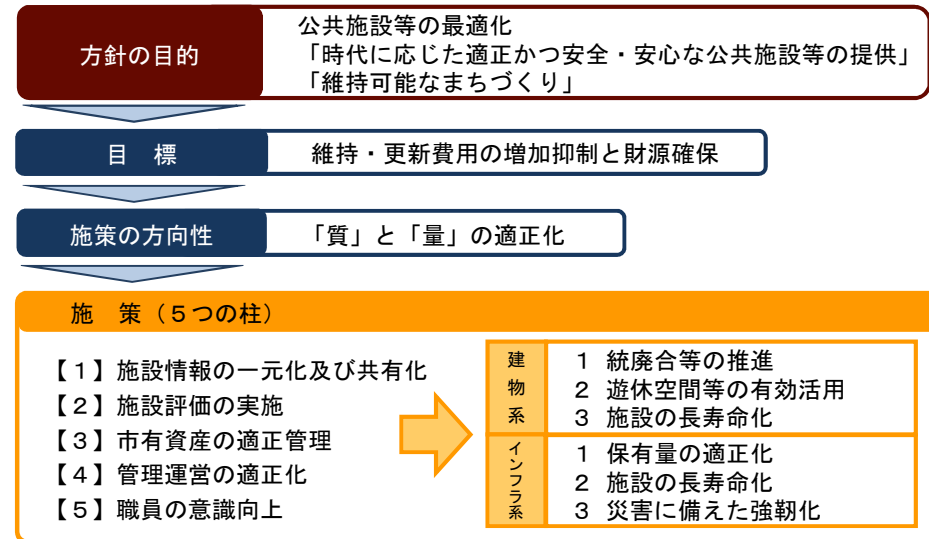 方針の目的
公共施設等の最適化
「時代に応じた適正かつ安全・安心な公共施設等の提供」
「維持可能なまちづくり」
目　標
維持・更新費用の増加抑制と財源確保
施策の方向性
「質」と「量」の適正化
施　策（５つの柱）
【１】施設情報の一元化及び共有化
【２】施設評価の実施
【３】市有資産の適正管理
【４】管理運営の適正化
【５】職員の意識向上
建物系
１ 統廃合等の推進
２ 遊休空間等の有効活用
３ 施設の長寿命化
インフラ系
１ 保有量の適正化
２ 施設の長寿命化
３ 災害に備えた強靭化